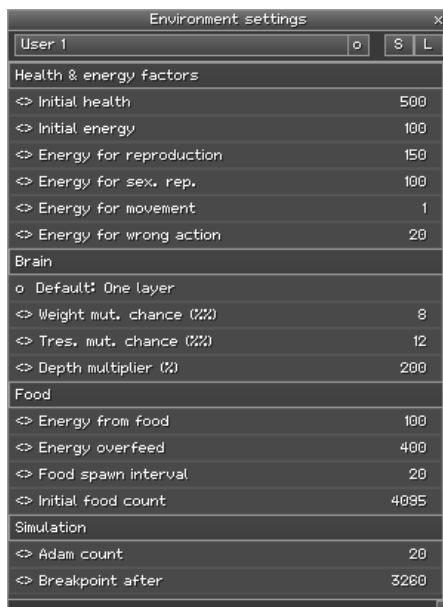 Environment settings x
User 1 o S L
Health & energy factors
<> Initial health 500
<> Initial energy 100
<> Energy for reproduction 150
<> Energy for sex. rep. 100
<> Energy for movement 1
<> Energy for wrong action 20
Brain
o Default: One layer
<> Weight mut. chance (%%) 8
<> Tres. mut. chance (%%) 12
<> Depth multiplier (%) 200
Food
<> Energy from food 100
<> Energy overfeed 400
<> Food spawn interval 20
<> Initial food count 4095
Simulation
<> Adam count 20
<> Breakpoint after 3260